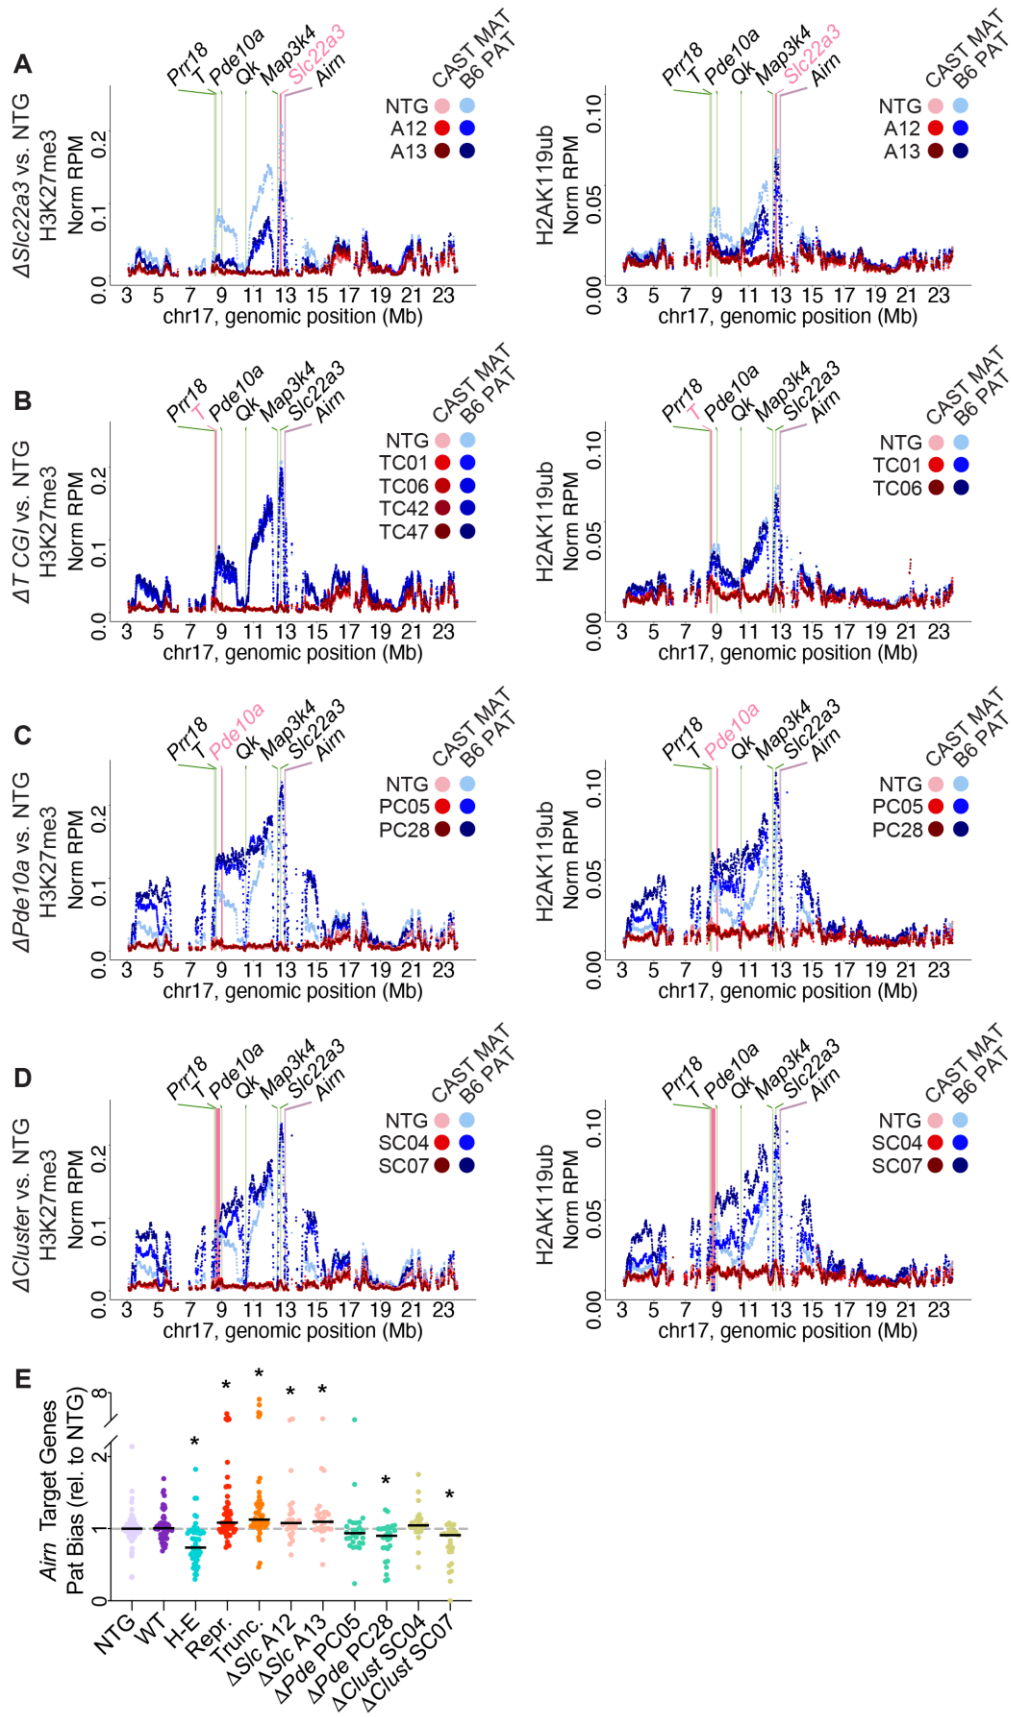 A
ΔSlc22a3 vs. NTG
H3K27me3
Norm RPM
0.0 0.1 0.2
Prr18 T Pde10a Qk Map3k4 Slc22a3 Airn
CAST MAT B6 PAT
NTG
A12
A13
3 5 7 9 11 13 15 17 19 21 23
chr17, genomic position (Mb)
H2AK119ub
Norm RPM
0.00 0.05 0.10
Prr18 T Pde10a Qk Map3k4 Slc22a3 Airn
CAST MAT B6 PAT
NTG
A12
A13
3 5 7 9 11 13 15 17 19 21 23
chr17, genomic position (Mb)
B
ΔT CGI vs. NTG
H3K27me3
Norm RPM
0.0 0.1 0.2
Prr18 T Pde10a Qk Map3k4 Slc22a3 Airn
CAST MAT B6 PAT
NTG
TC01
TC06
TC42
TC47
3 5 7 9 11 13 15 17 19 21 23
chr17, genomic position (Mb)
H2AK119ub
Norm RPM
0.00 0.05 0.10
Prr18 T Pde10a Qk Map3k4 Slc22a3 Airn
CAST MAT B6 PAT
NTG
TC01
TC06
3 5 7 9 11 13 15 17 19 21 23
chr17, genomic position (Mb)
C
ΔPde10a vs. NTG
H3K27me3
Norm RPM
0.0 0.1 0.2
Prr18 T Pde10a Qk Map3k4 Slc22a3 Airn
CAST MAT B6 PAT
NTG
PC05
PC28
3 5 7 9 11 13 15 17 19 21 23
chr17, genomic position (Mb)
H2AK119ub
Norm RPM
0.00 0.05 0.10
Prr18 T Pde10a Qk Map3k4 Slc22a3 Airn
CAST MAT B6 PAT
NTG
PC05
PC28
3 5 7 9 11 13 15 17 19 21 23
chr17, genomic position (Mb)
D
ΔCluster vs. NTG
H3K27me3
Norm RPM
0.0 0.1 0.2
Prr18 T Pde10a Qk Map3k4 Slc22a3 Airn
CAST MAT B6 PAT
NTG
SC04
SC07
3 5 7 9 11 13 15 17 19 21 23
chr17, genomic position (Mb)
H2AK119ub
Norm RPM
0.00 0.05 0.10
Prr18 T Pde10a Qk Map3k4 Slc22a3 Airn
CAST MAT B6 PAT
NTG
SC04
SC07
3 5 7 9 11 13 15 17 19 21 23
chr17, genomic position (Mb)
E
Airn Target Genes
Pat Bias (rel. to NTG)
0 1 2 8
* * * * * * *
NTG
WT
H-E
Repr.
Trunc.
ΔSlc A12
ΔSlc A13
ΔPde PC05
ΔPde PC28
ΔClust SC04
ΔClust SC07